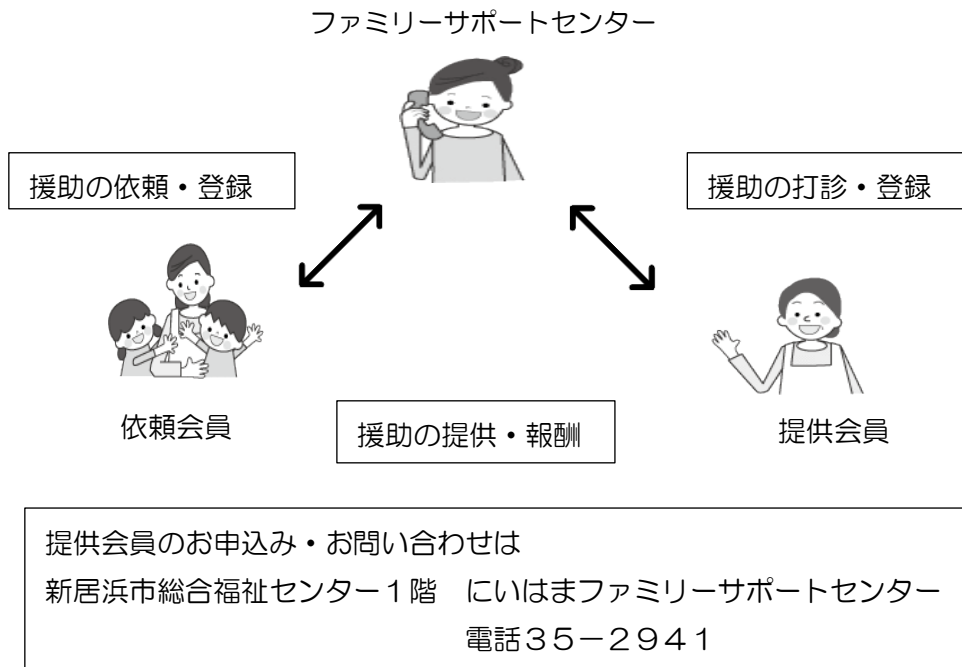 ファミリーサポートセンター
援助の依頼・登録
援助の打診・登録
依頼会員
援助の提供・報酬
提供会員
提供会員のお申込み・お問い合わせは
新居浜市総合福祉センター１階　にいはまファミリーサポートセンター
電話３５－２９４１